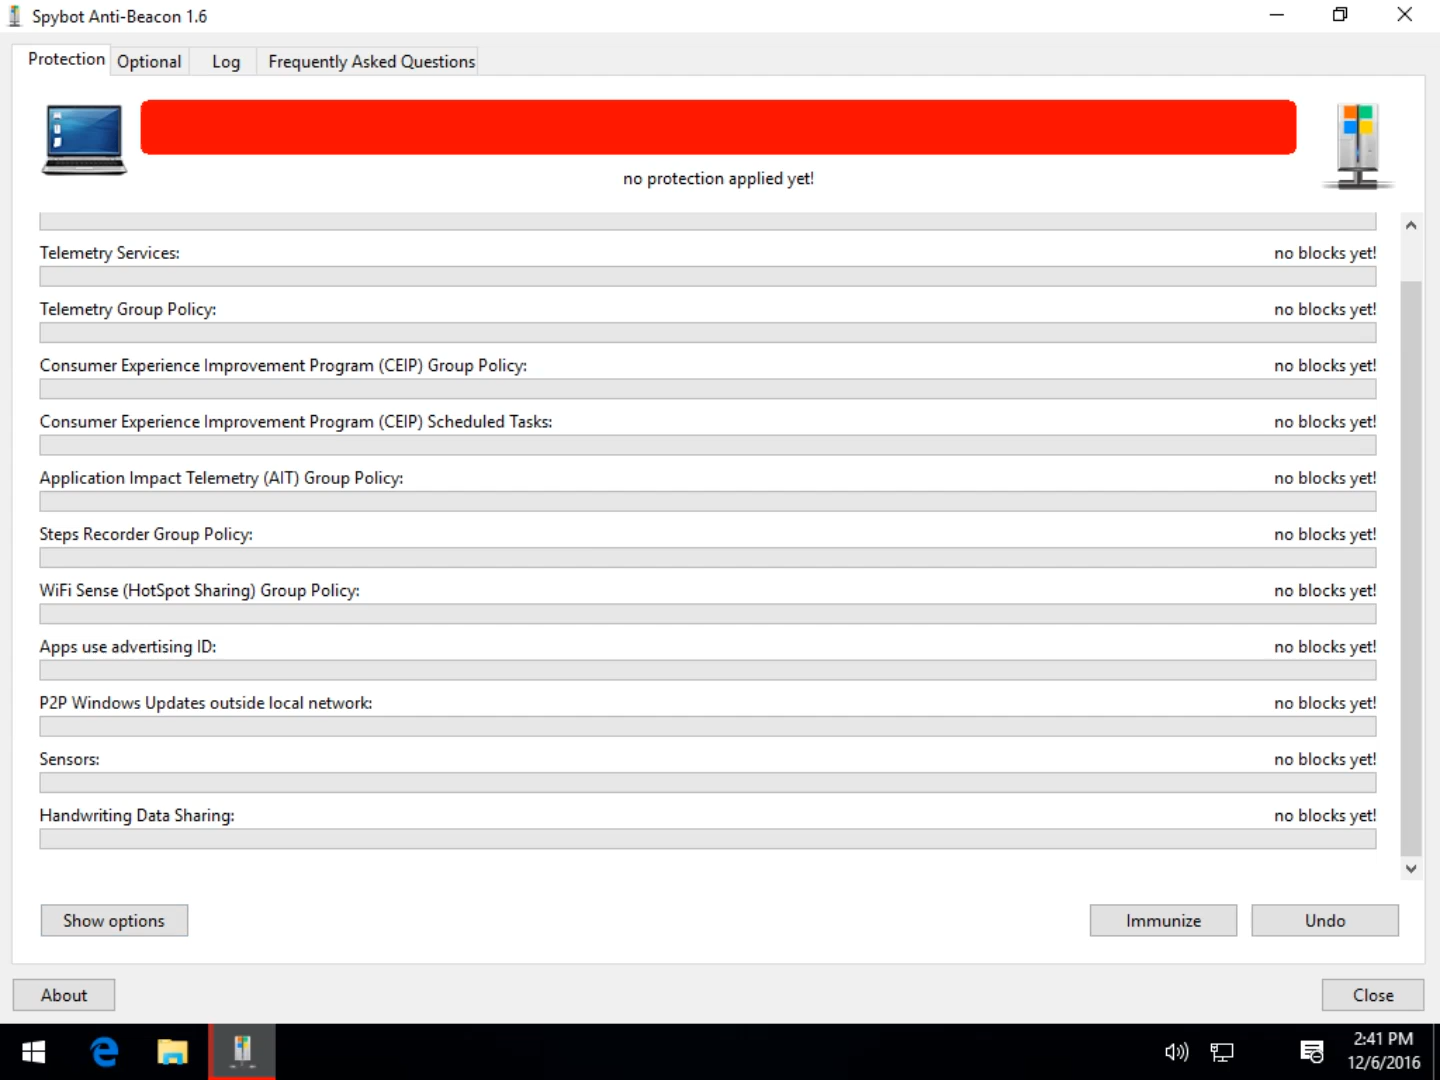 Spybot Anti-Beacon 1.6
Protection Optional Log Frequently Asked Questions
no protection applied yet!
Telemetry Services: no blocks yet!
Telemetry Group Policy: no blocks yet!
Consumer Experience Improvement Program (CEIP) Group Policy: no blocks yet!
Consumer Experience Improvement Program (CEIP) Scheduled Tasks: no blocks yet!
Application Impact Telemetry (AIT) Group Policy: no blocks yet!
Steps Recorder Group Policy: no blocks yet!
WiFi Sense (HotSpot Sharing) Group Policy: no blocks yet!
Apps use advertising ID: no blocks yet!
P2P Windows Updates outside local network: no blocks yet!
Sensors: no blocks yet!
Handwriting Data Sharing: no blocks yet!
Show options Immunize Undo
About Close
2:41 PM
12/6/2016